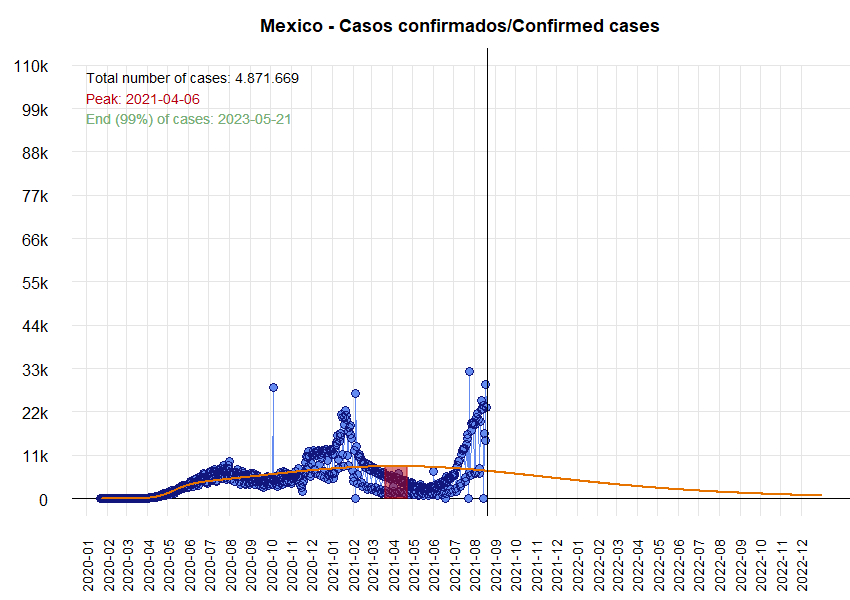 Mexico - Casos confirmados/Confirmed cases
110k
99k
88k
77k
66k
55k
44k
33k
22k
11k
0
Total number of cases: 4.871.669
Peak: 2021-04-06
End (99%) of cases: 2023-05-21
2020-01
2020-02
2020-03
2020-04
2020-05
2020-06
2020-07
2020-08
2020-09
2020-10
2020-11
2020-12
2021-01
2021-02
2021-03
2021-04
2021-05
2021-06
2021-07
2021-08
2021-09
2021-10
2021-11
2021-12
2022-01
2022-02
2022-03
2022-04
2022-05
2022-06
2022-07
2022-08
2022-09
2022-10
2022-11
2022-12